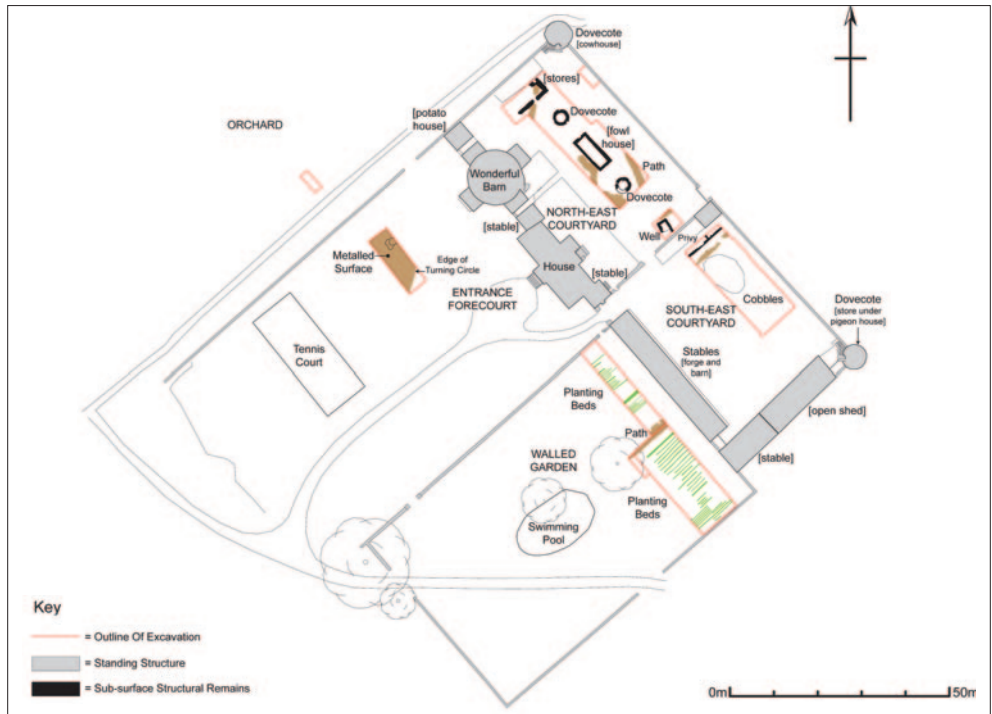 Dovecote
[cowhouse]
[stores]
Dovecote
[potato
house]
ORCHARD
[fowl
house]
Path
Wonderful
Barn
Dovecote
NORTH-EAST
COURTYARD
[stable]
Well
Privy
Metalled
Surface
Edge of
Turning Circle
House
[stable]
ENTRANCE
FORECOURT
Cobbles
SOUTH-EAST
COURTYARD
Dovecote
[store under
pigeon house]
Tennis
Court
Stables
[forge and
barn]
Planting
Beds
[open shed]
Path
WALLED
GARDEN
[stable]
Planting
Beds
Swimming
Pool
Key
= Outline Of Excavation
= Standing Structure
= Sub-surface Structural Remains
0m
50m